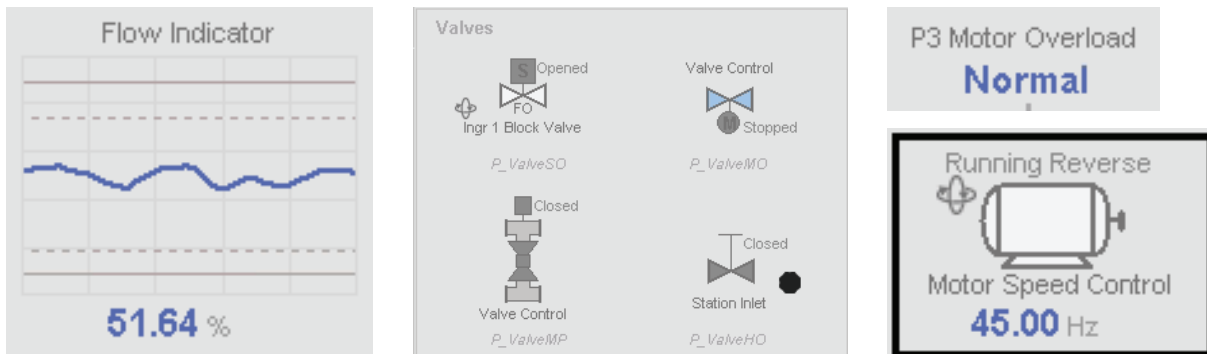 Flow Indicator
51.64 %
Valves
S Opened
FO
Ingr 1 Block Valve
P_ValveSO
Valve Control
M Stopped
P_ValveMO
Closed
Valve Control
P_ValveMP
Closed
Station Inlet
P_ValveHO
P3 Motor Overload
Normal
Running Reverse
Motor Speed Control
45.00 Hz